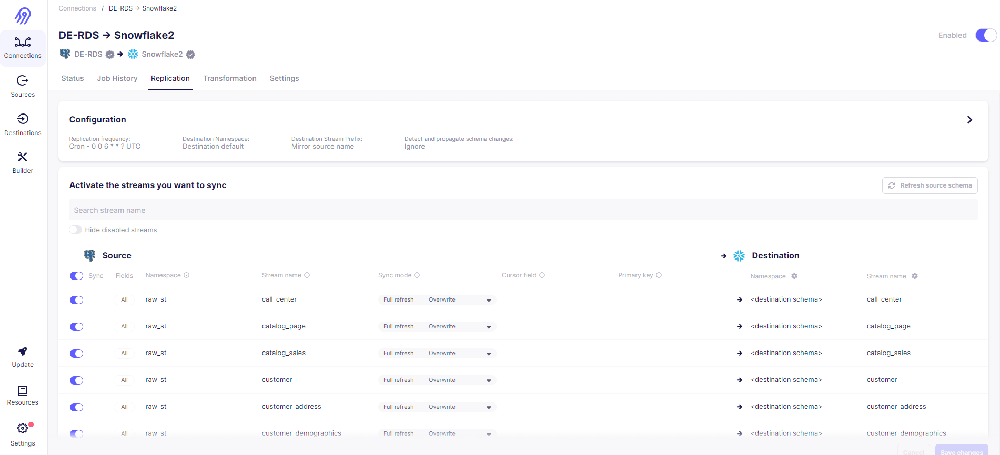 Connections / DE-RDS → Snowflake2
DE-RDS → Snowflake2
Enabled
DE-RDS → Snowflake2
Status Job History Replication Transformation Settings
Connections
Sources
Destinations
Builder
Update
Resources
Settings
Configuration
Replication frequency: Destination Namespace: Destination Stream Prefix: Detect and propagate schema changes:
Cron - 0 0 6 * * ? UTC Destination default Mirror source name Ignore
Activate the streams you want to sync
Refresh source schema
Search stream name
Hide disabled streams
Source → Destination
Sync Fields Namespace Stream name Sync mode Cursor field Primary key Namespace Stream name
All raw_st call_center Full refresh Overwrite → <destination schema> call_center
All raw_st catalog_page Full refresh Overwrite → <destination schema> catalog_page
All raw_st catalog_sales Full refresh Overwrite → <destination schema> catalog_sales
All raw_st customer Full refresh Overwrite → <destination schema> customer
All raw_st customer_address Full refresh Overwrite → <destination schema> customer_address
All raw_st customer_demographics Full refresh Overwrite → <destination schema> customer_demographics
Cancel Save changes